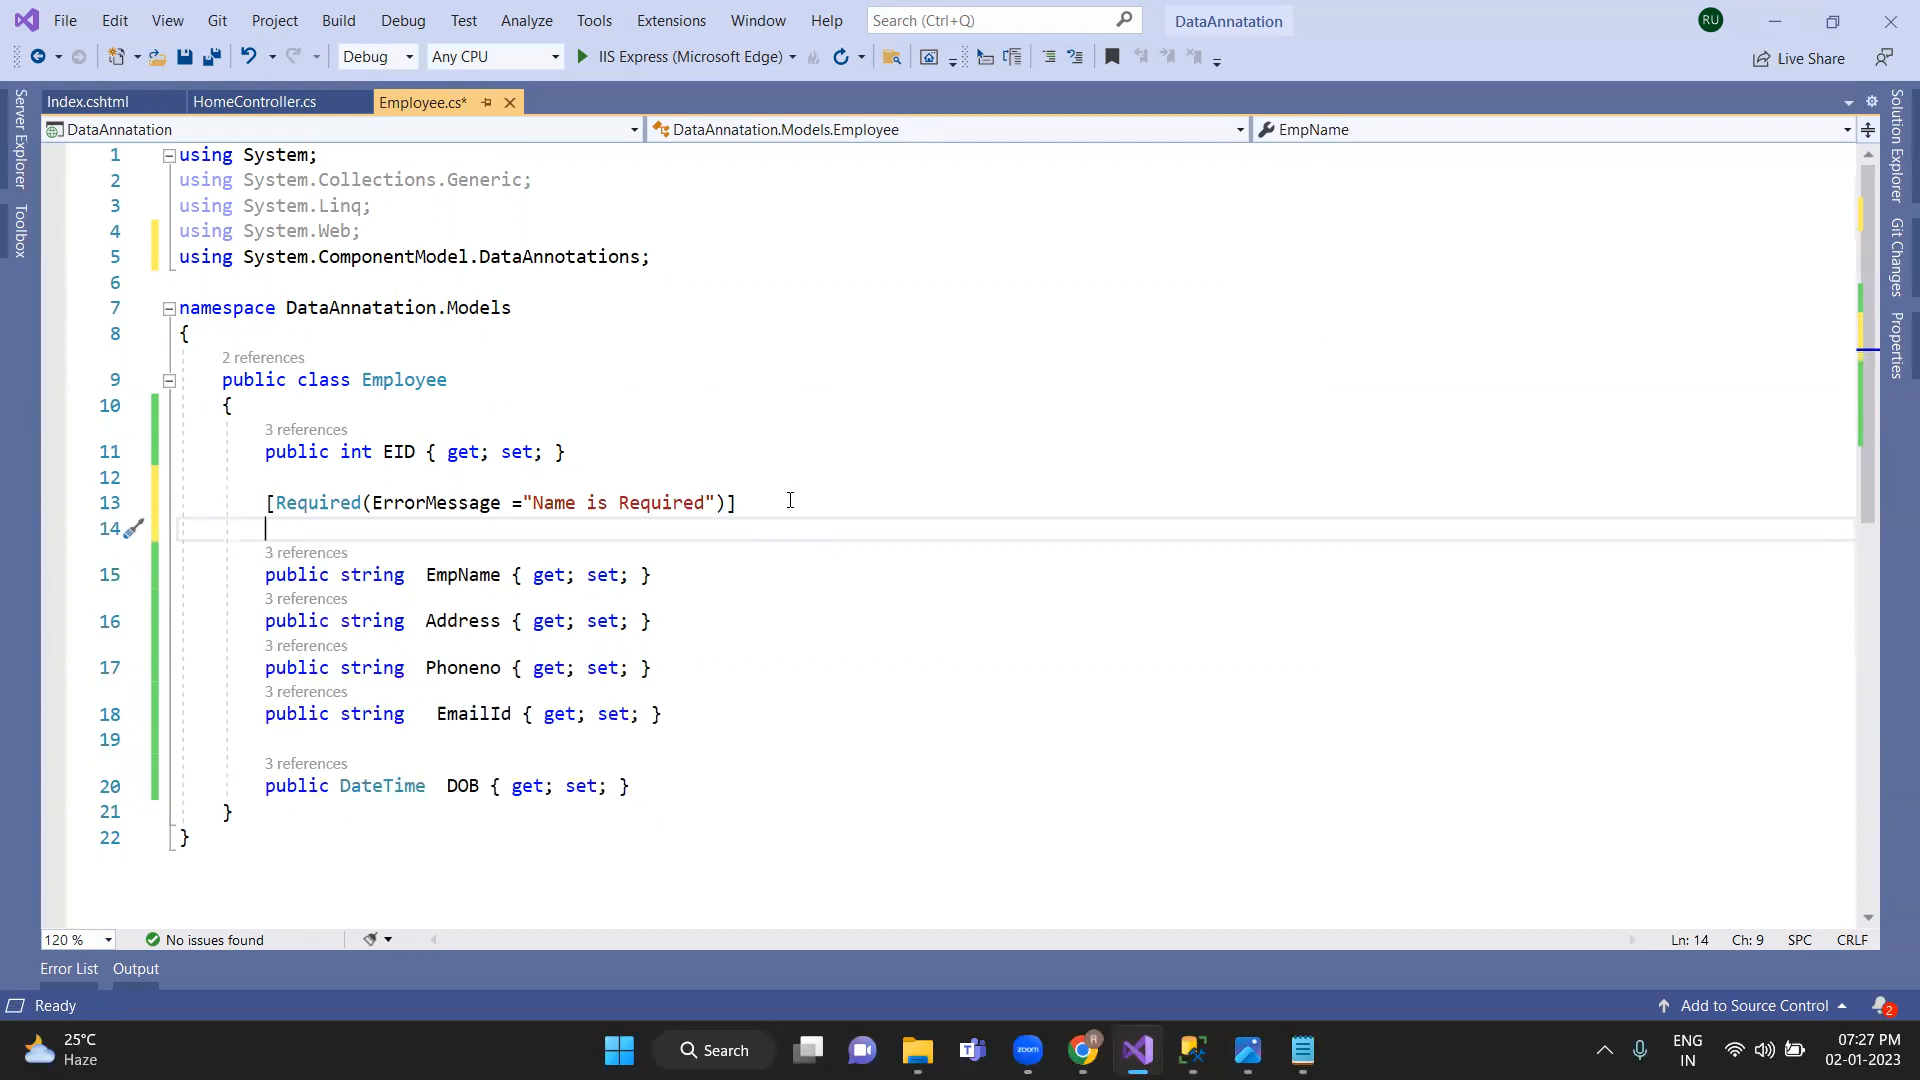 File Edit View Git Project Build Debug Test Analyze Tools Extensions Window Help Search (Ctrl+Q) DataAnnatation RU
Debug Any CPU IIS Express (Microsoft Edge) Live Share
Index.cshtml HomeController.cs Employee.cs*
DataAnnatation DataAnnatation.Models.Employee EmpName
Server Explorer
Toolbox
Solution Explorer
Git Changes
Properties
1 using System;
2 using System.Collections.Generic;
3 using System.Linq;
4 using System.Web;
5 using System.ComponentModel.DataAnnotations;
6
7 namespace DataAnnatation.Models
8 {
2 references
9 public class Employee
10 {
3 references
11 public int EID { get; set; }
12
13 [Required(ErrorMessage ="Name is Required")]
14
3 references
15 public string  EmpName { get; set; }
3 references
16 public string  Address { get; set; }
3 references
17 public string  Phoneno { get; set; }
3 references
18 public string   EmailId { get; set; }
19
3 references
20 public DateTime  DOB { get; set; }
21 }
22 }
120 % No issues found Ln: 14 Ch: 9 SPC CRLF
Error List Output
Ready Add to Source Control 2
25°C
Haze
Search
zoom
R
ENG
IN
07:27 PM
02-01-2023